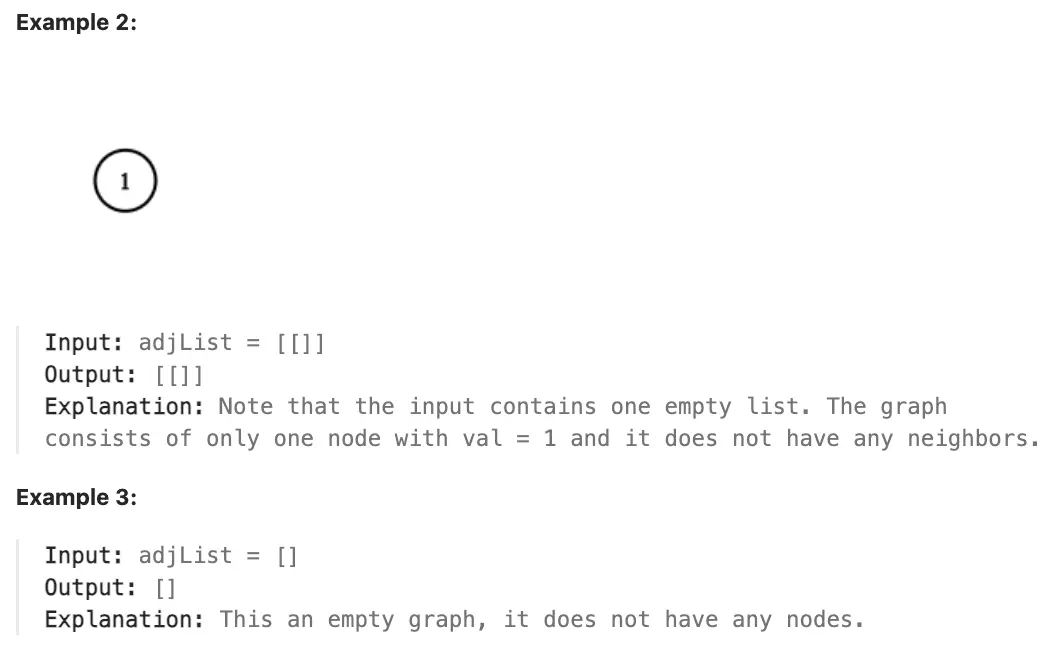 Example 2:
1
Input: adjList = [[]]
Output: [[]]
Explanation: Note that the input contains one empty list. The graph
consists of only one node with val = 1 and it does not have any neighbors.
Example 3:
Input: adjList = []
Output: []
Explanation: This an empty graph, it does not have any nodes.